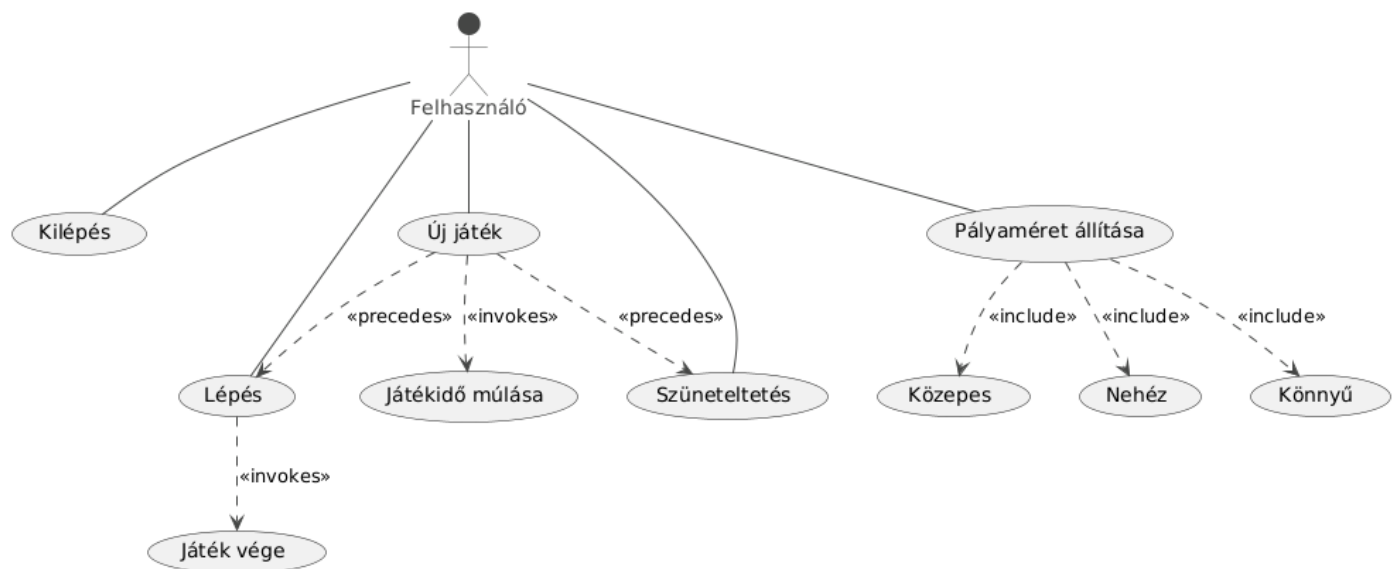 Felhasználó
Kilépés
Új játék
Pályaméret állítása
«precedes»
«invokes»
«precedes»
«include»
«include»
«include»
Lépés
Játékidő múlása
Szüneteltetés
Közepes
Nehéz
Könnyű
«invokes»
Játék vége